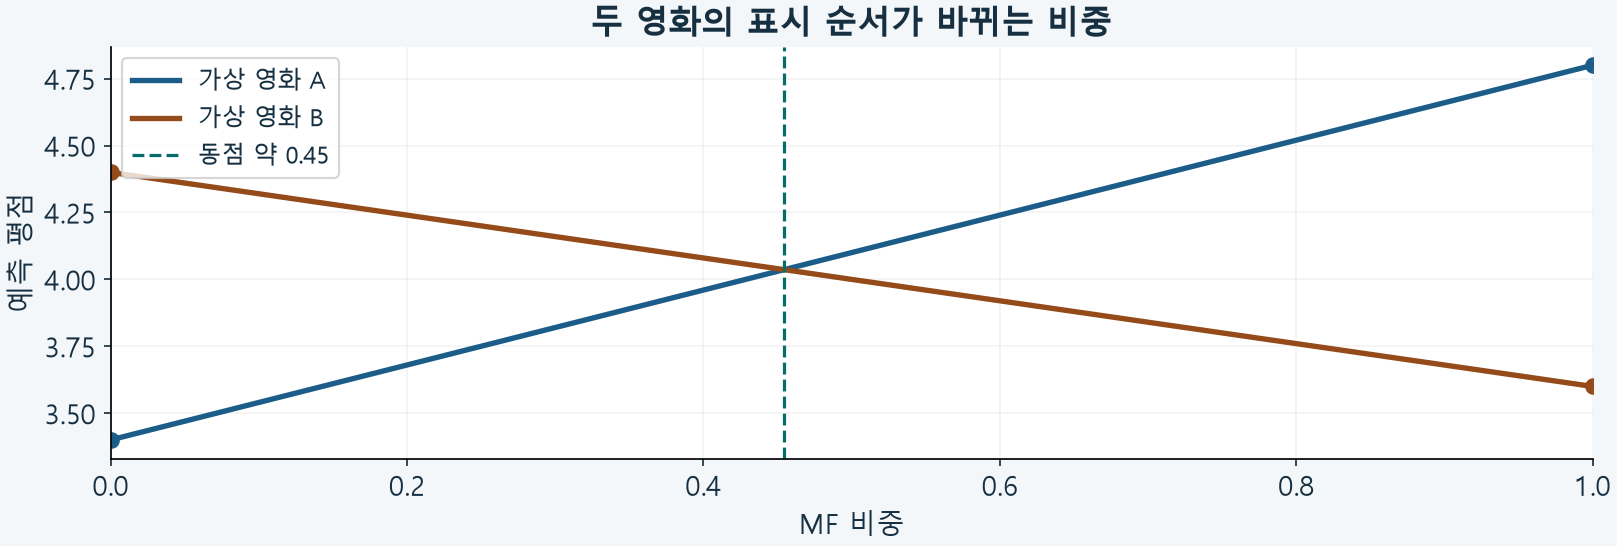 두 영화의 표시 순서가 바뀌는 비중
가상 영화 A
가상 영화 B
동점 약 0.45
예측 평점
4.75
4.50
4.25
4.00
3.75
3.50
0.0 0.2 0.4 0.6 0.8 1.0
MF 비중